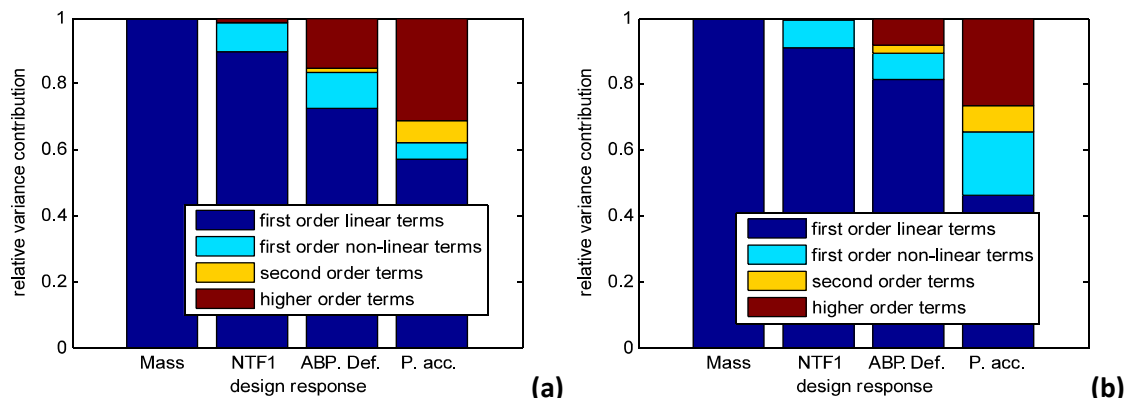 relative variance contribution
1
0.8
0.6
0.4
0.2
0
first order linear terms
first order non-linear terms
second order terms
higher order terms
Mass NTF1 ABP. Def. P. acc.
design response
(a)
relative variance contribution
1
0.8
0.6
0.4
0.2
0
first order linear terms
first order non-linear terms
second order terms
higher order terms
Mass NTF1 ABP. Def. P. acc.
design response
(b)